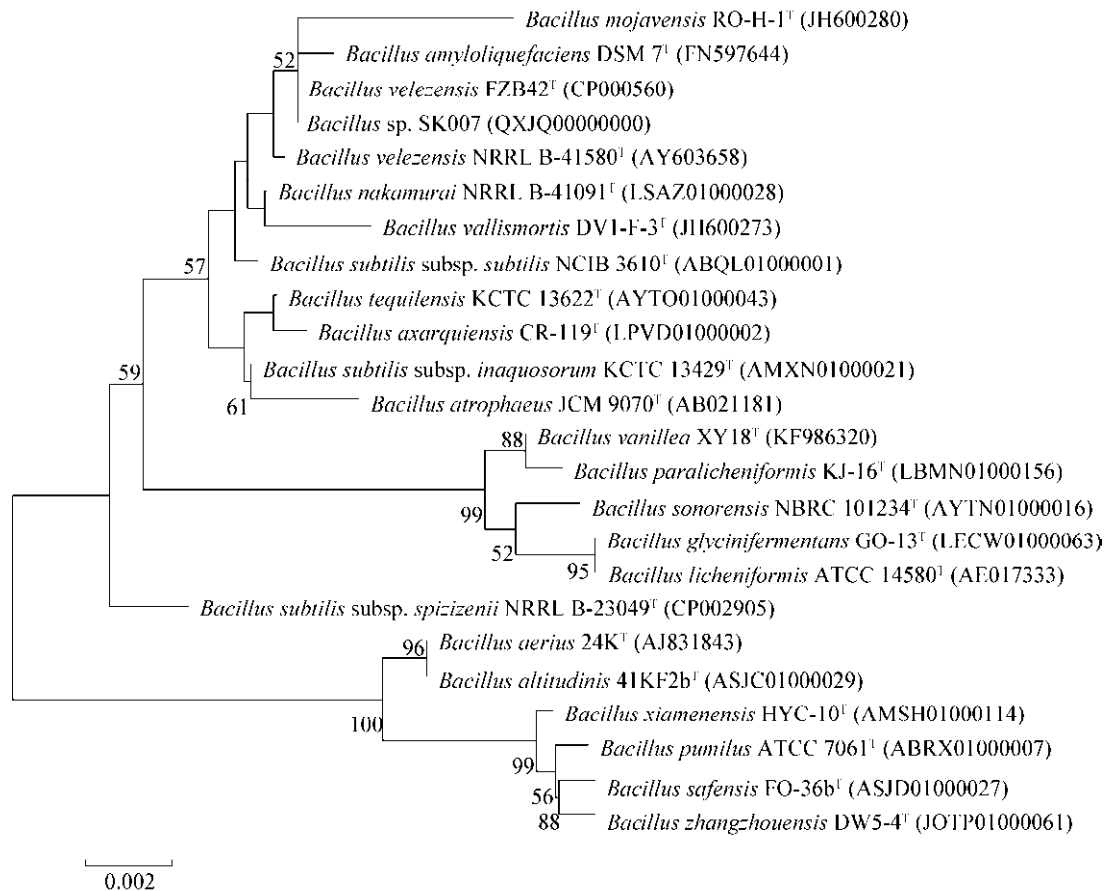 Bacillus mojavensis RO-H-1ᵀ (JH600280)
Bacillus amyloliquefaciens DSM 7ᵀ (FN597644)
52
Bacillus velezensis FZB42ᵀ (CP000560)
Bacillus sp. SK007 (QXJQ00000000)
Bacillus velezensis NRRL B-41580ᵀ (AY603658)
Bacillus nakamurai NRRL B-41091ᵀ (LSAZ01000028)
Bacillus vallismortis DV1-F-3ᵀ (JH600273)
57
Bacillus subtilis subsp. subtilis NCIB 3610ᵀ (ABQL01000001)
Bacillus tequilensis KCTC 13622ᵀ (AYTO01000043)
Bacillus axarquiensis CR-119ᵀ (LPVD01000002)
59
Bacillus subtilis subsp. inaquosorum KCTC 13429ᵀ (AMXN01000021)
61
Bacillus atrophaeus JCM 9070ᵀ (AB021181)
88
Bacillus vanillea XY18ᵀ (KF986320)
Bacillus paralicheniformis KJ-16ᵀ (LBMN01000156)
99
Bacillus sonorensis NBRC 101234ᵀ (AYTN01000016)
52
Bacillus glycinifermentans GO-13ᵀ (LECW01000063)
95
Bacillus licheniformis ATCC 14580ᵀ (AE017333)
Bacillus subtilis subsp. spizizenii NRRL B-23049ᵀ (CP002905)
96
Bacillus aerius 24Kᵀ (AJ831843)
Bacillus altitudinis 41KF2bᵀ (ASJC01000029)
100
Bacillus xiamenensis HYC-10ᵀ (AMSH01000114)
99
Bacillus pumilus ATCC 7061ᵀ (ABRX01000007)
56
Bacillus safensis FO-36bᵀ (ASJD01000027)
88
Bacillus zhangzhouensis DW5-4ᵀ (JOTP01000061)
0.002